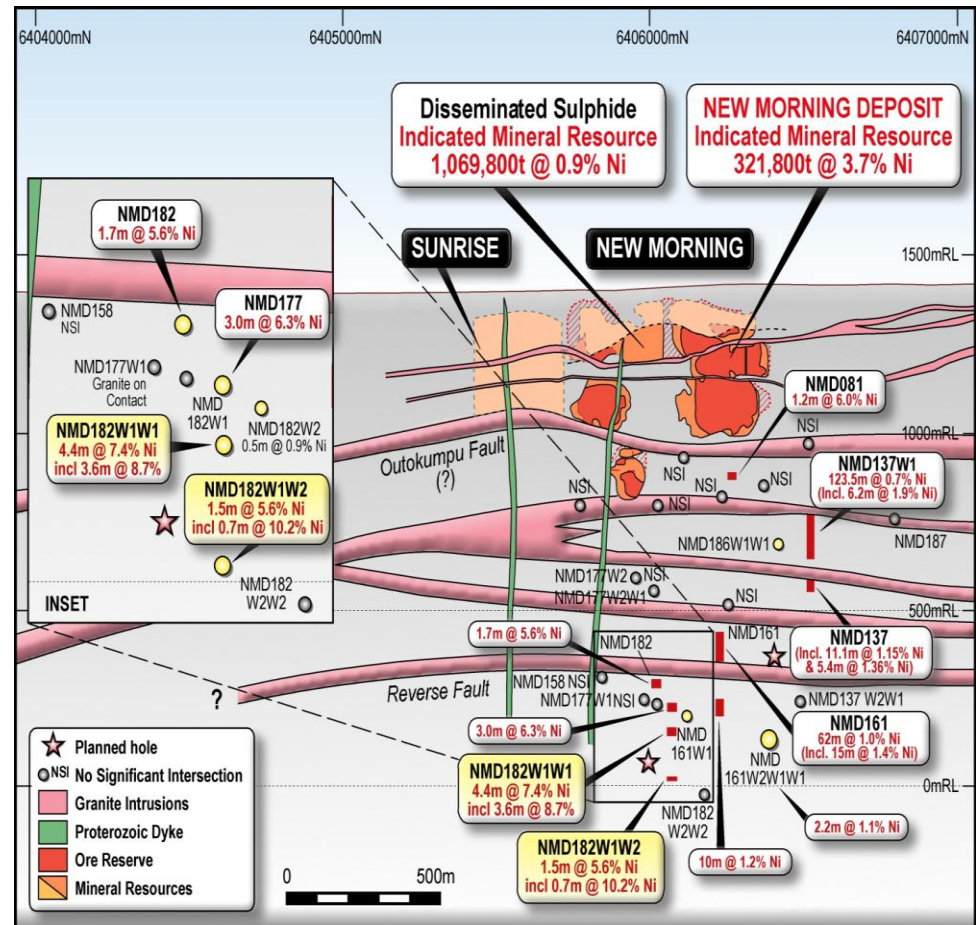 6404000mN
6405000mN
6406000mN
6407000mN
Disseminated Sulphide
Indicated Mineral Resource
1,069,800t @ 0.9% Ni
NEW MORNING DEPOSIT
Indicated Mineral Resource
321,800t @ 3.7% Ni
SUNRISE
NEW MORNING
1500mRL
1000mRL
500mRL
0mRL
NMD182
1.7m @ 5.6% Ni
NMD158
NSI
NMD177
3.0m @ 6.3% Ni
NMD177W1
Granite on
Contact
NMD
182W1
NMD182W2
0.5m @ 0.9% Ni
NMD182W1W1
4.4m @ 7.4% Ni
incl 3.6m @ 8.7%
NMD182W1W2
1.5m @ 5.6% Ni
incl 0.7m @ 10.2% Ni
NMD182
W2W2
INSET
Outokumpu Fault
(?)
NMD081
1.2m @ 6.0% Ni
NSI
NSI
NSI
NSI
NSI
NSI
NMD137W1
123.5m @ 0.7% Ni
(Incl. 6.2m @ 1.9% Ni)
NMD186W1W1
NMD187
NMD177W2
NSI
NMD177W2W1
NSI
NMD161
NMD137
(Incl. 11.1m @ 1.15% Ni
& 5.4m @ 1.36% Ni)
1.7m @ 5.6% Ni
NMD182
NMD158 NSI
NMD177W1
NSI
Reverse Fault
?
3.0m @ 6.3% Ni
NMD
161W1
NMD137 W2W1
NMD161
62m @ 1.0% Ni
(Incl. 15m @ 1.4% Ni)
NMD
161W2W1W1
NMD182W1W1
4.4m @ 7.4% Ni
incl 3.6m @ 8.7%
NMD182
W2W2
2.2m @ 1.1% Ni
NMD182W1W2
1.5m @ 5.6% Ni
incl 0.7m @ 10.2% Ni
10m @ 1.2% Ni
Planned hole
NSI No Significant Intersection
Granite Intrusions
Proterozoic Dyke
Ore Reserve
Mineral Resources
0
500m